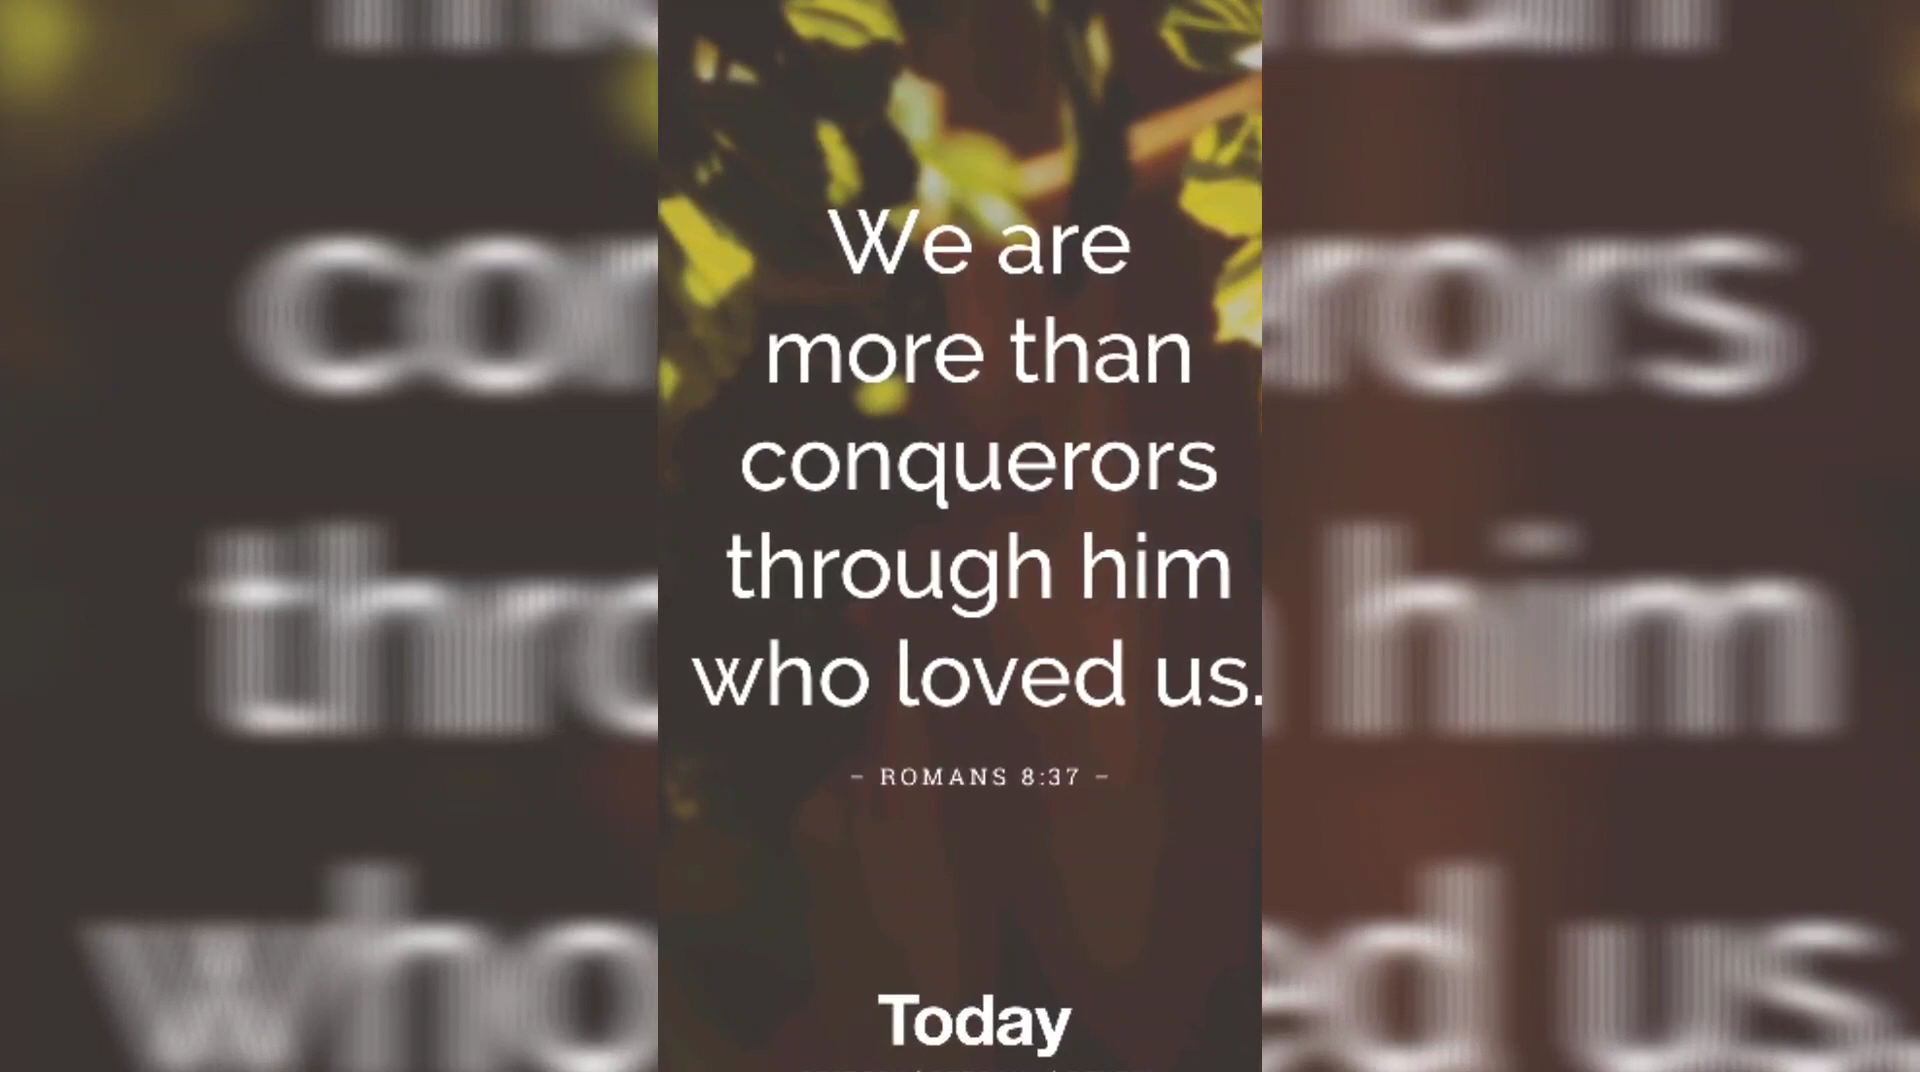 We are
more than
conquerors
through him
who loved us.
– ROMANS 8:37 –
Today